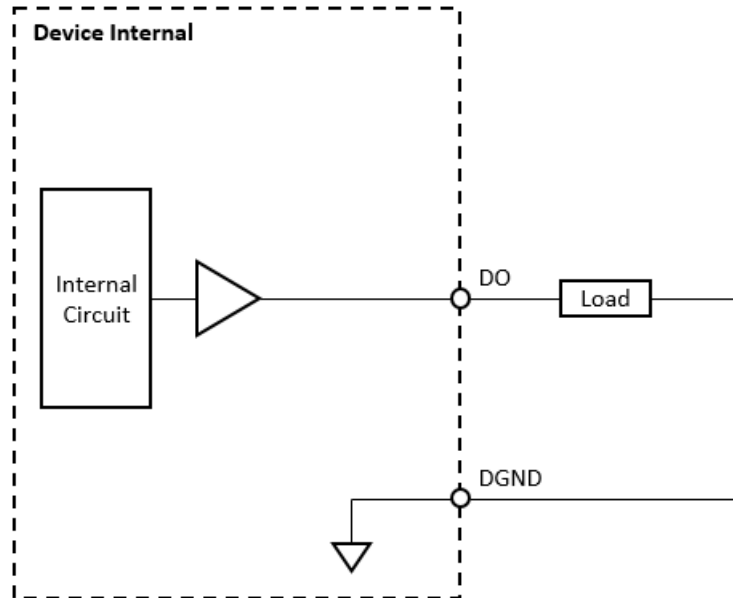 Device Internal
Internal
Circuit
DO
Load
DGND